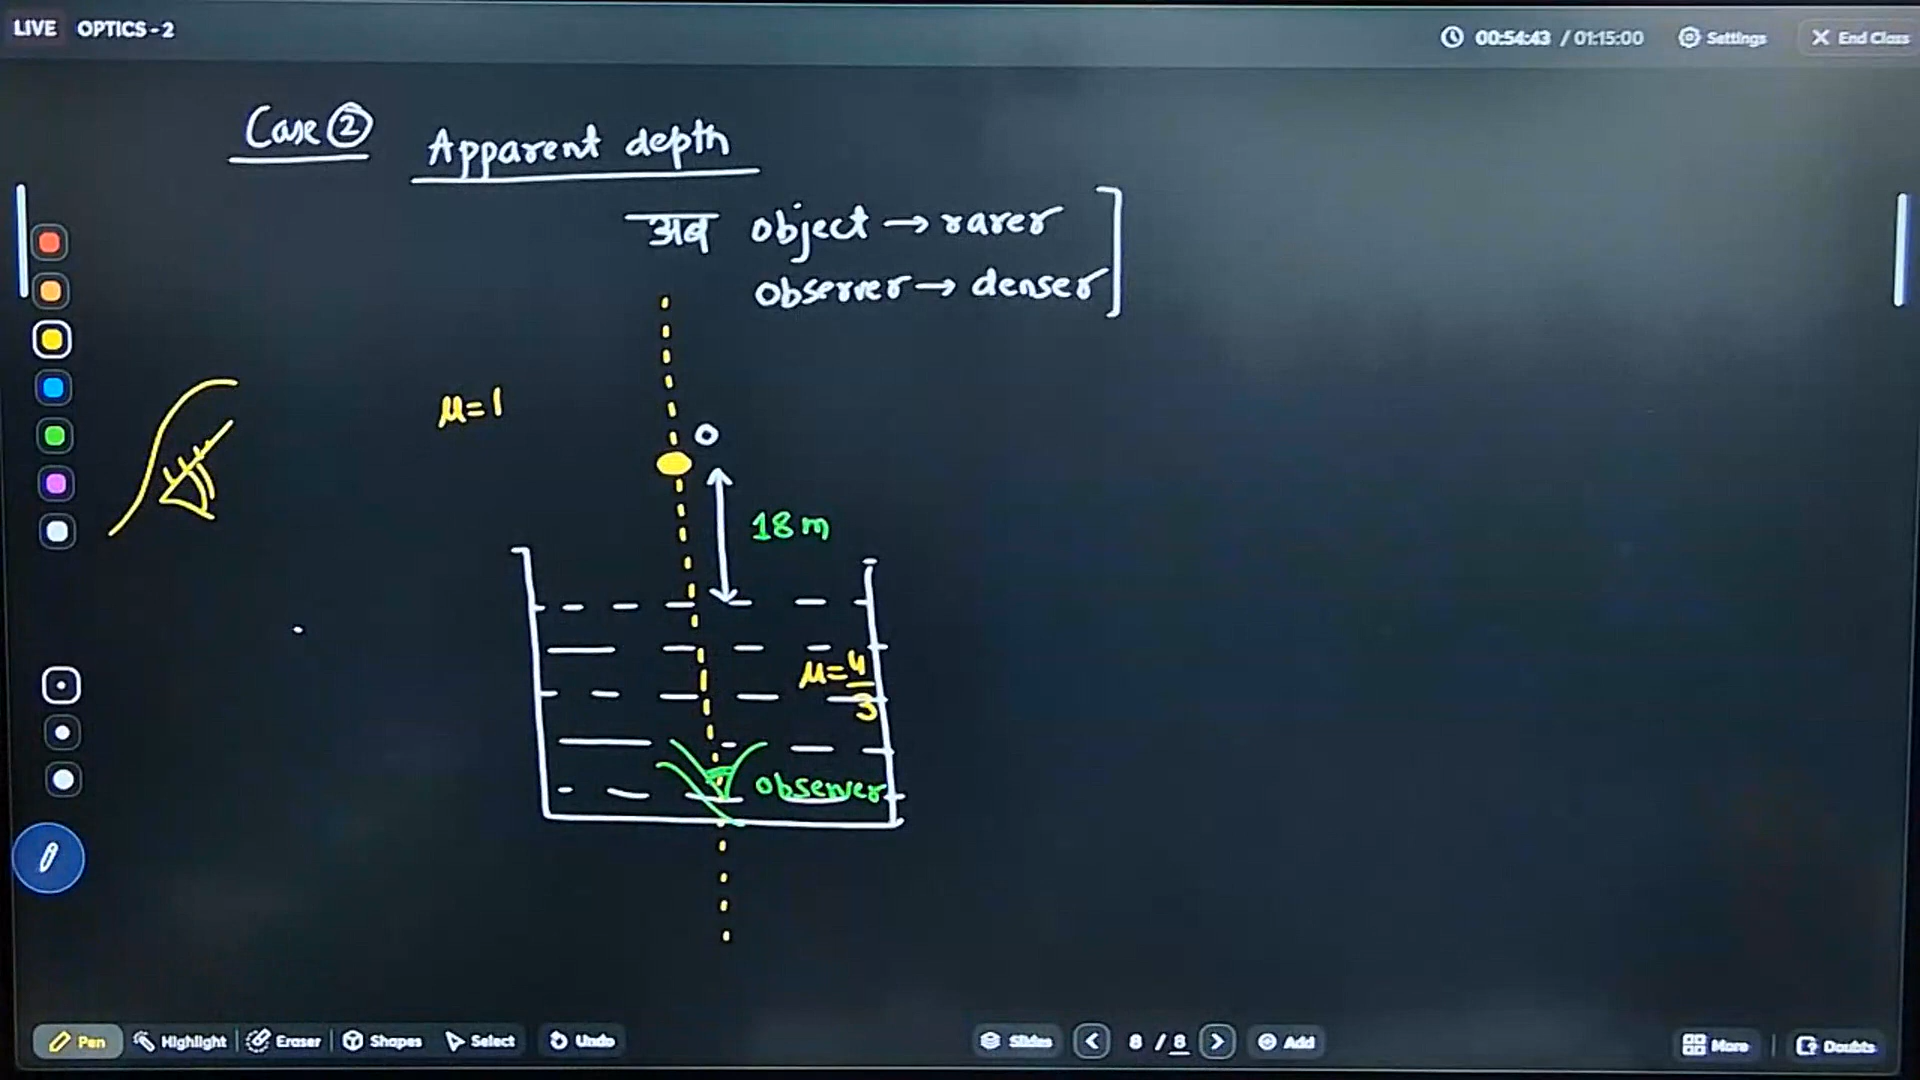 LIVE OPTICS - 2
00:54:43 / 01:15:00 Settings X End Class
Case ②
Apparent depth
अब object → rarer
observer → denser
μ=1
O
18m
μ=4/3
observer
Pen Highlight Eraser Shapes Select Undo
Slides < 8 / 8 > Add
More Doubts